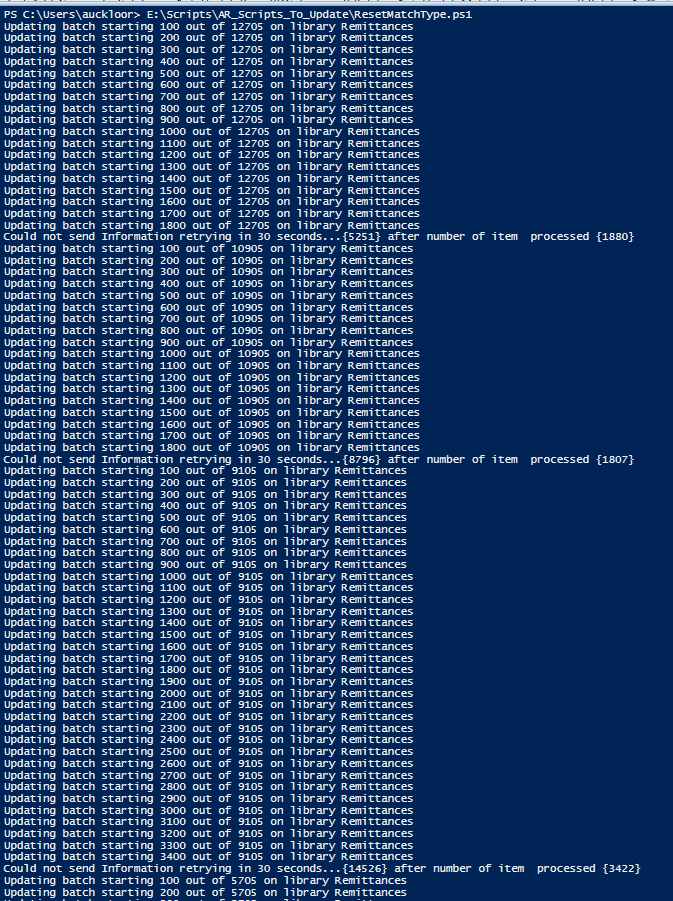 PS C:\Users\auckloor> E:\Scripts\AR_Scripts_To_Update\ResetMatchType.ps1
Updating batch starting 100 out of 12705 on library Remittances
Updating batch starting 200 out of 12705 on library Remittances
Updating batch starting 300 out of 12705 on library Remittances
Updating batch starting 400 out of 12705 on library Remittances
Updating batch starting 500 out of 12705 on library Remittances
Updating batch starting 600 out of 12705 on library Remittances
Updating batch starting 700 out of 12705 on library Remittances
Updating batch starting 800 out of 12705 on library Remittances
Updating batch starting 900 out of 12705 on library Remittances
Updating batch starting 1000 out of 12705 on library Remittances
Updating batch starting 1100 out of 12705 on library Remittances
Updating batch starting 1200 out of 12705 on library Remittances
Updating batch starting 1300 out of 12705 on library Remittances
Updating batch starting 1400 out of 12705 on library Remittances
Updating batch starting 1500 out of 12705 on library Remittances
Updating batch starting 1600 out of 12705 on library Remittances
Updating batch starting 1700 out of 12705 on library Remittances
Updating batch starting 1800 out of 12705 on library Remittances
Could not send Information retrying in 30 seconds...{5251} after number of item  processed {1880}
Updating batch starting 100 out of 10905 on library Remittances
Updating batch starting 200 out of 10905 on library Remittances
Updating batch starting 300 out of 10905 on library Remittances
Updating batch starting 400 out of 10905 on library Remittances
Updating batch starting 500 out of 10905 on library Remittances
Updating batch starting 600 out of 10905 on library Remittances
Updating batch starting 700 out of 10905 on library Remittances
Updating batch starting 800 out of 10905 on library Remittances
Updating batch starting 900 out of 10905 on library Remittances
Updating batch starting 1000 out of 10905 on library Remittances
Updating batch starting 1100 out of 10905 on library Remittances
Updating batch starting 1200 out of 10905 on library Remittances
Updating batch starting 1300 out of 10905 on library Remittances
Updating batch starting 1400 out of 10905 on library Remittances
Updating batch starting 1500 out of 10905 on library Remittances
Updating batch starting 1600 out of 10905 on library Remittances
Updating batch starting 1700 out of 10905 on library Remittances
Updating batch starting 1800 out of 10905 on library Remittances
Could not send Information retrying in 30 seconds...{8796} after number of item  processed {1807}
Updating batch starting 100 out of 9105 on library Remittances
Updating batch starting 200 out of 9105 on library Remittances
Updating batch starting 300 out of 9105 on library Remittances
Updating batch starting 400 out of 9105 on library Remittances
Updating batch starting 500 out of 9105 on library Remittances
Updating batch starting 600 out of 9105 on library Remittances
Updating batch starting 700 out of 9105 on library Remittances
Updating batch starting 800 out of 9105 on library Remittances
Updating batch starting 900 out of 9105 on library Remittances
Updating batch starting 1000 out of 9105 on library Remittances
Updating batch starting 1100 out of 9105 on library Remittances
Updating batch starting 1200 out of 9105 on library Remittances
Updating batch starting 1300 out of 9105 on library Remittances
Updating batch starting 1400 out of 9105 on library Remittances
Updating batch starting 1500 out of 9105 on library Remittances
Updating batch starting 1600 out of 9105 on library Remittances
Updating batch starting 1700 out of 9105 on library Remittances
Updating batch starting 1800 out of 9105 on library Remittances
Updating batch starting 1900 out of 9105 on library Remittances
Updating batch starting 2000 out of 9105 on library Remittances
Updating batch starting 2100 out of 9105 on library Remittances
Updating batch starting 2200 out of 9105 on library Remittances
Updating batch starting 2300 out of 9105 on library Remittances
Updating batch starting 2400 out of 9105 on library Remittances
Updating batch starting 2500 out of 9105 on library Remittances
Updating batch starting 2600 out of 9105 on library Remittances
Updating batch starting 2700 out of 9105 on library Remittances
Updating batch starting 2800 out of 9105 on library Remittances
Updating batch starting 2900 out of 9105 on library Remittances
Updating batch starting 3000 out of 9105 on library Remittances
Updating batch starting 3100 out of 9105 on library Remittances
Updating batch starting 3200 out of 9105 on library Remittances
Updating batch starting 3300 out of 9105 on library Remittances
Updating batch starting 3400 out of 9105 on library Remittances
Could not send Information retrying in 30 seconds...{14526} after number of item  processed {3422}
Updating batch starting 100 out of 5705 on library Remittances
Updating batch starting 200 out of 5705 on library Remittances